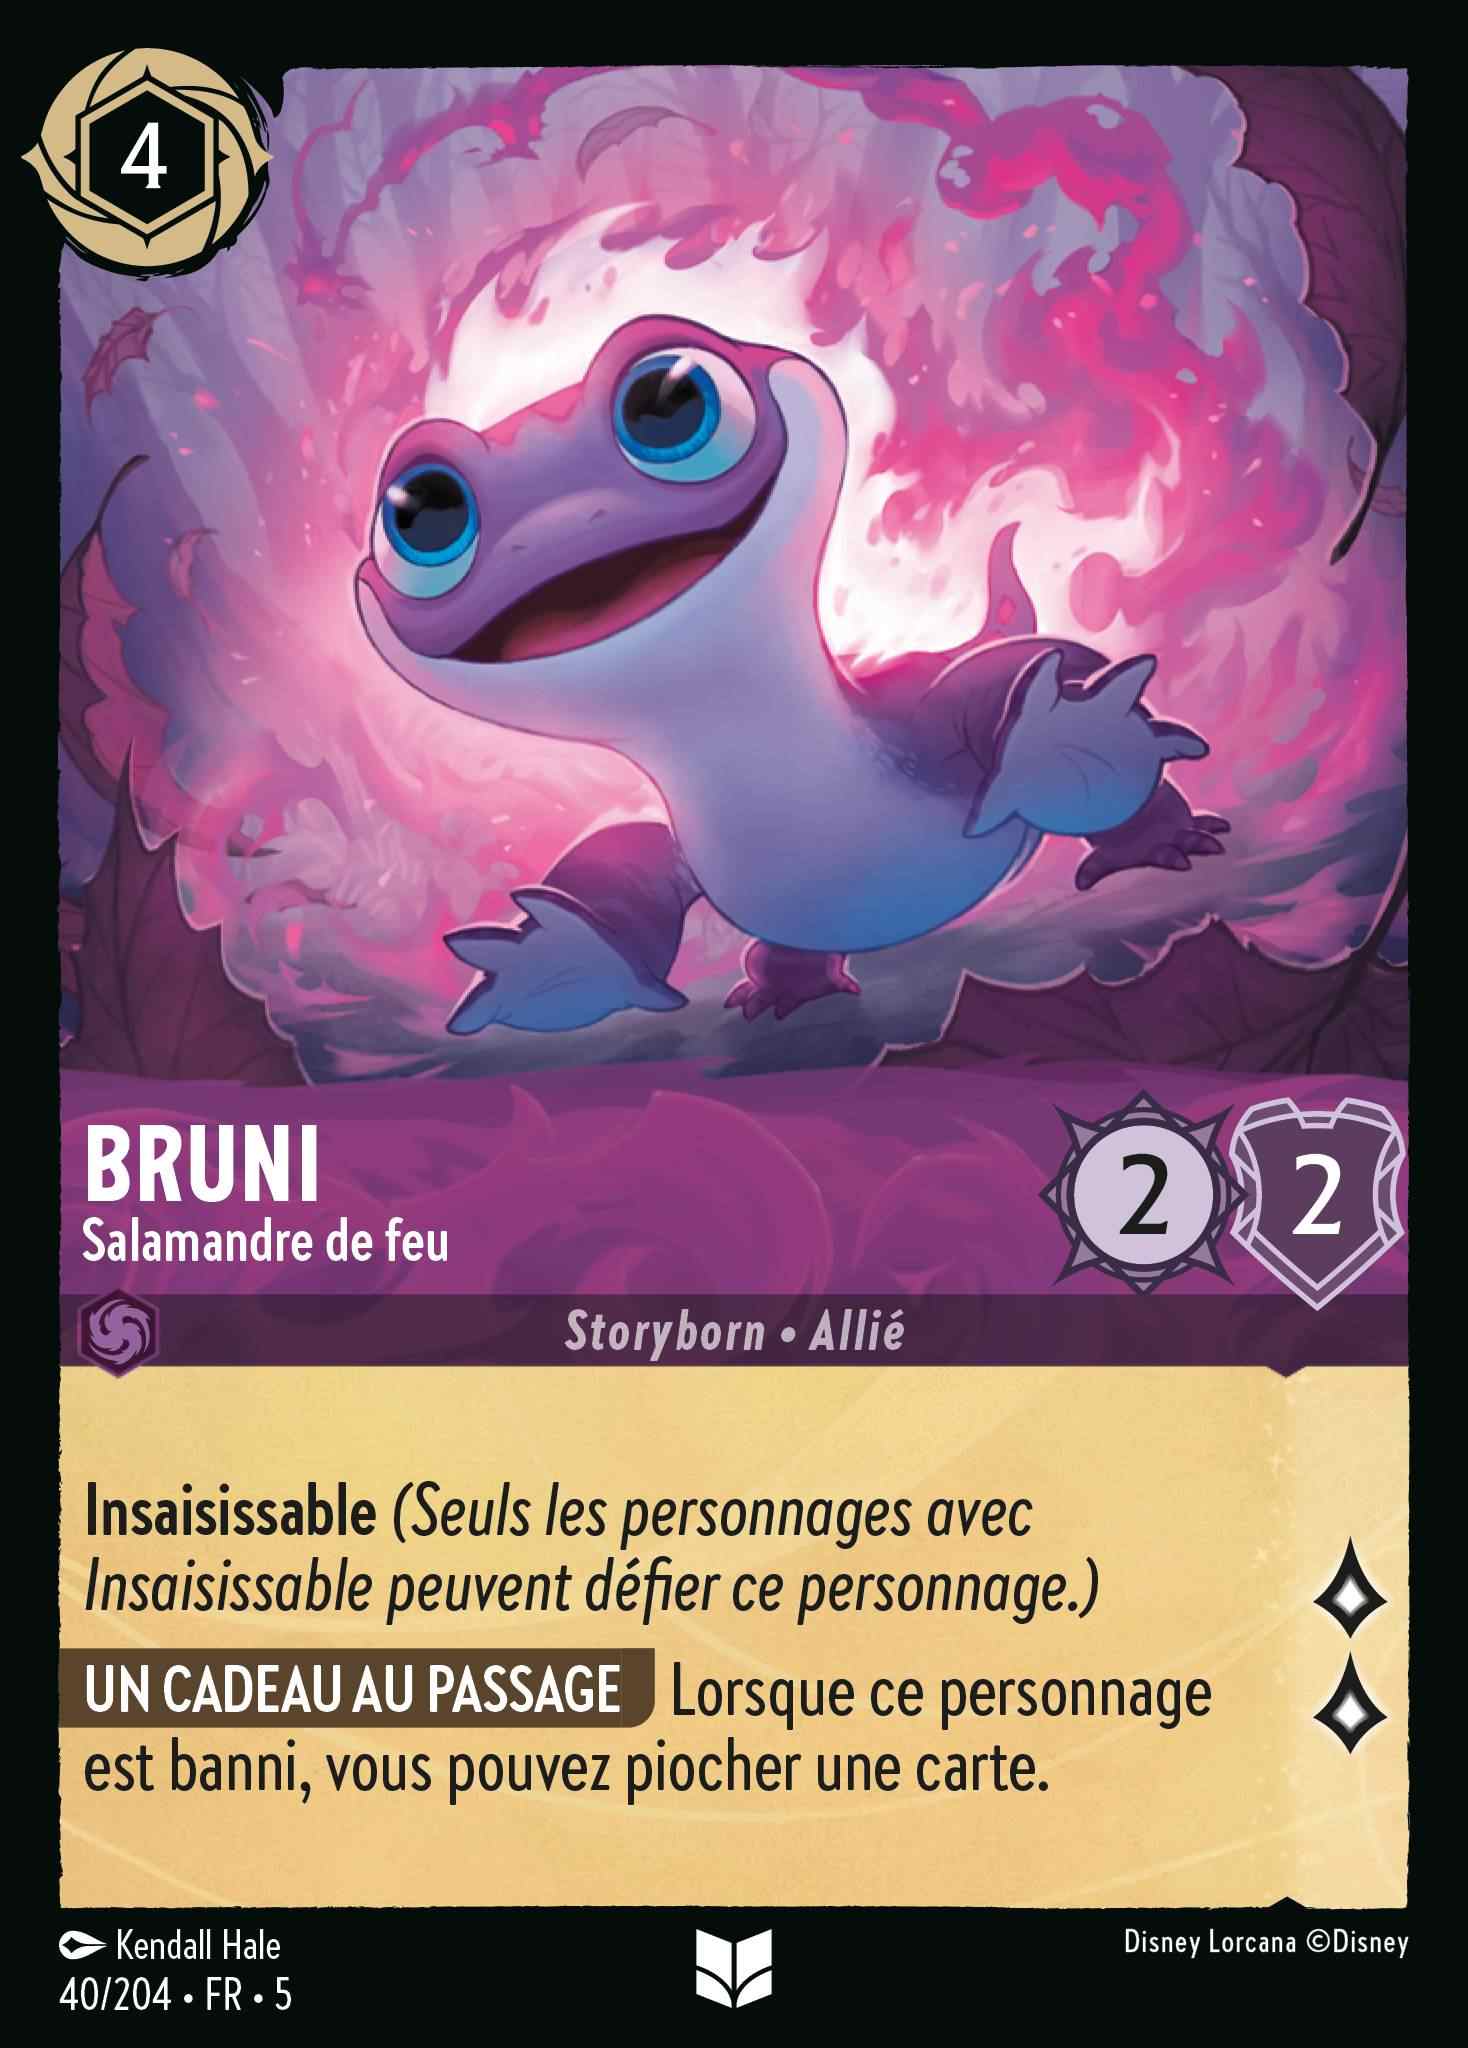 4
BRUNI
Salamandre de feu
2
2
Storyborn • Allié
Insaisissable (Seuls les personnages avec
Insaisissable peuvent défier ce personnage.)
UN CADEAU AU PASSAGE Lorsque ce personnage
est banni, vous pouvez piocher une carte.
Kendall Hale
Disney Lorcana ©Disney
40/204 • FR • 5